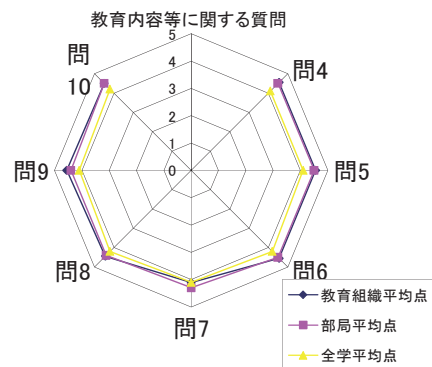 教育内容等に関する質問
5
4
3
2
1
0
問4
問5
問6
問7
問8
問9
問
10
教育組織平均点
部局平均点
全学平均点